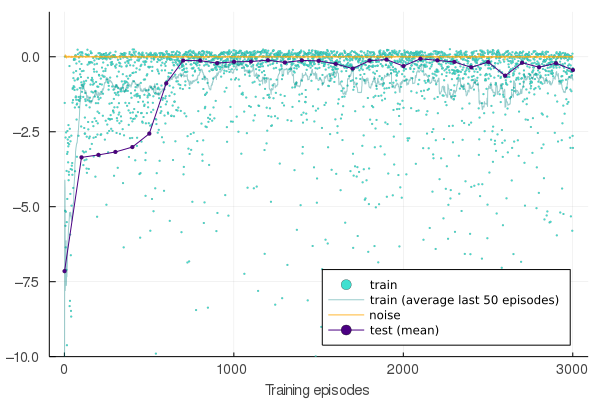 0.0
−2.5
−5.0
−7.5
−10.0
0
1000
2000
3000
Training episodes
train
train (average last 50 episodes)
noise
test (mean)